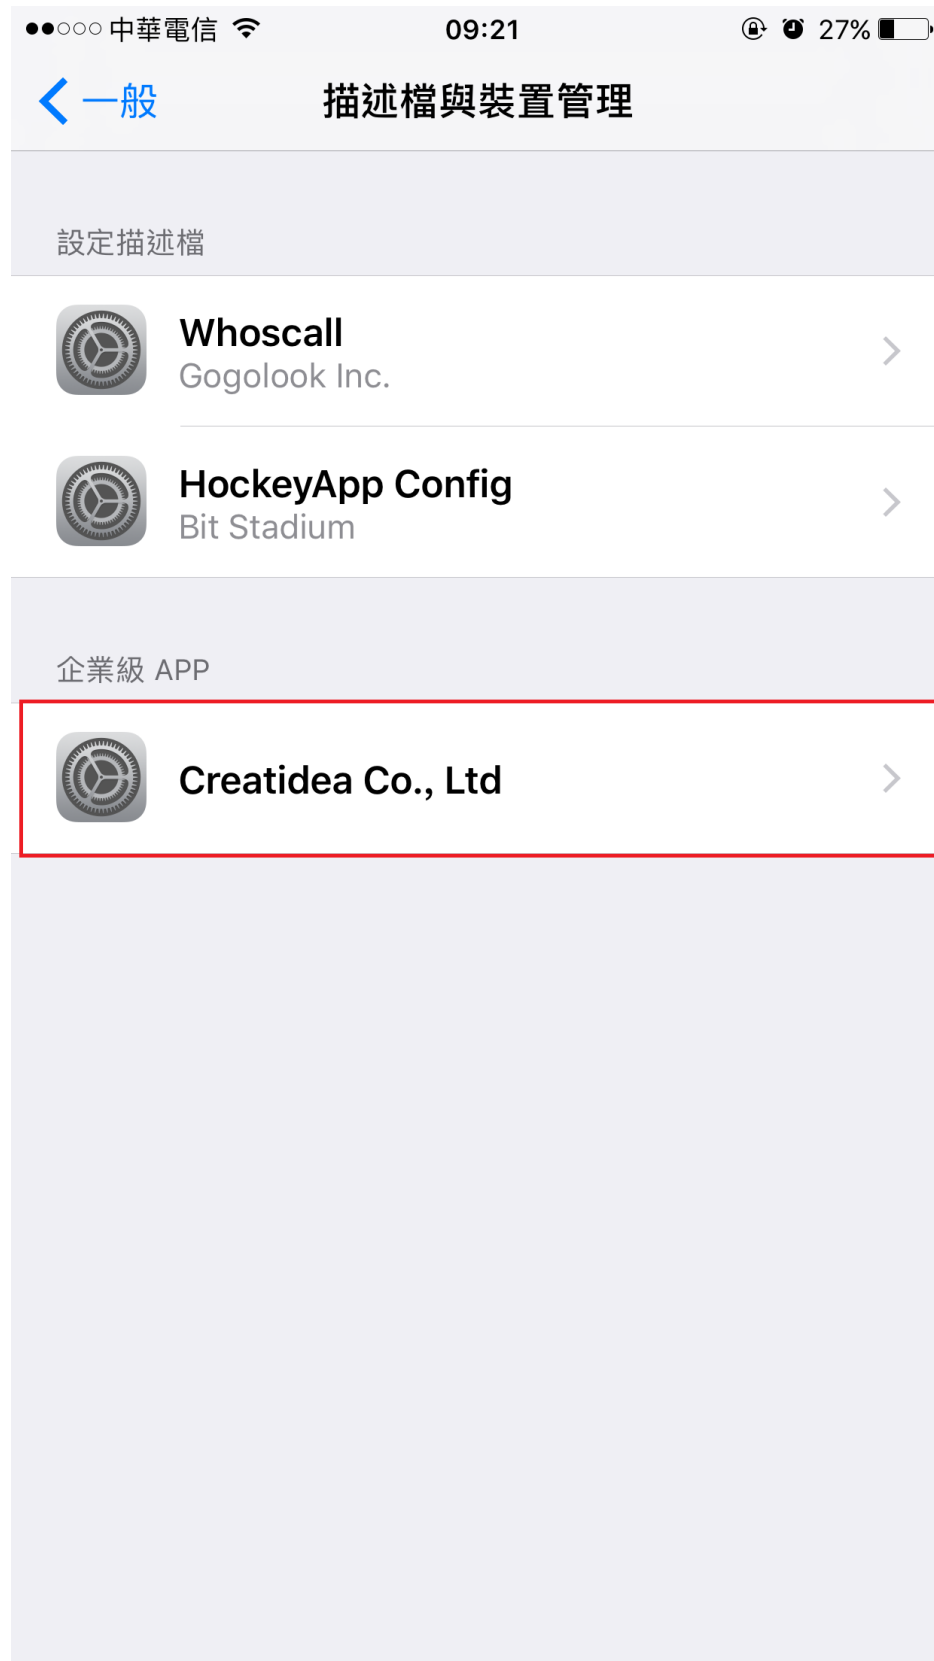 中華電信 09:21 27%
一般 描述檔與裝置管理
設定描述檔
Whoscall
Gogolook Inc.
HockeyApp Config
Bit Stadium
企業級 APP
Creatidea Co., Ltd